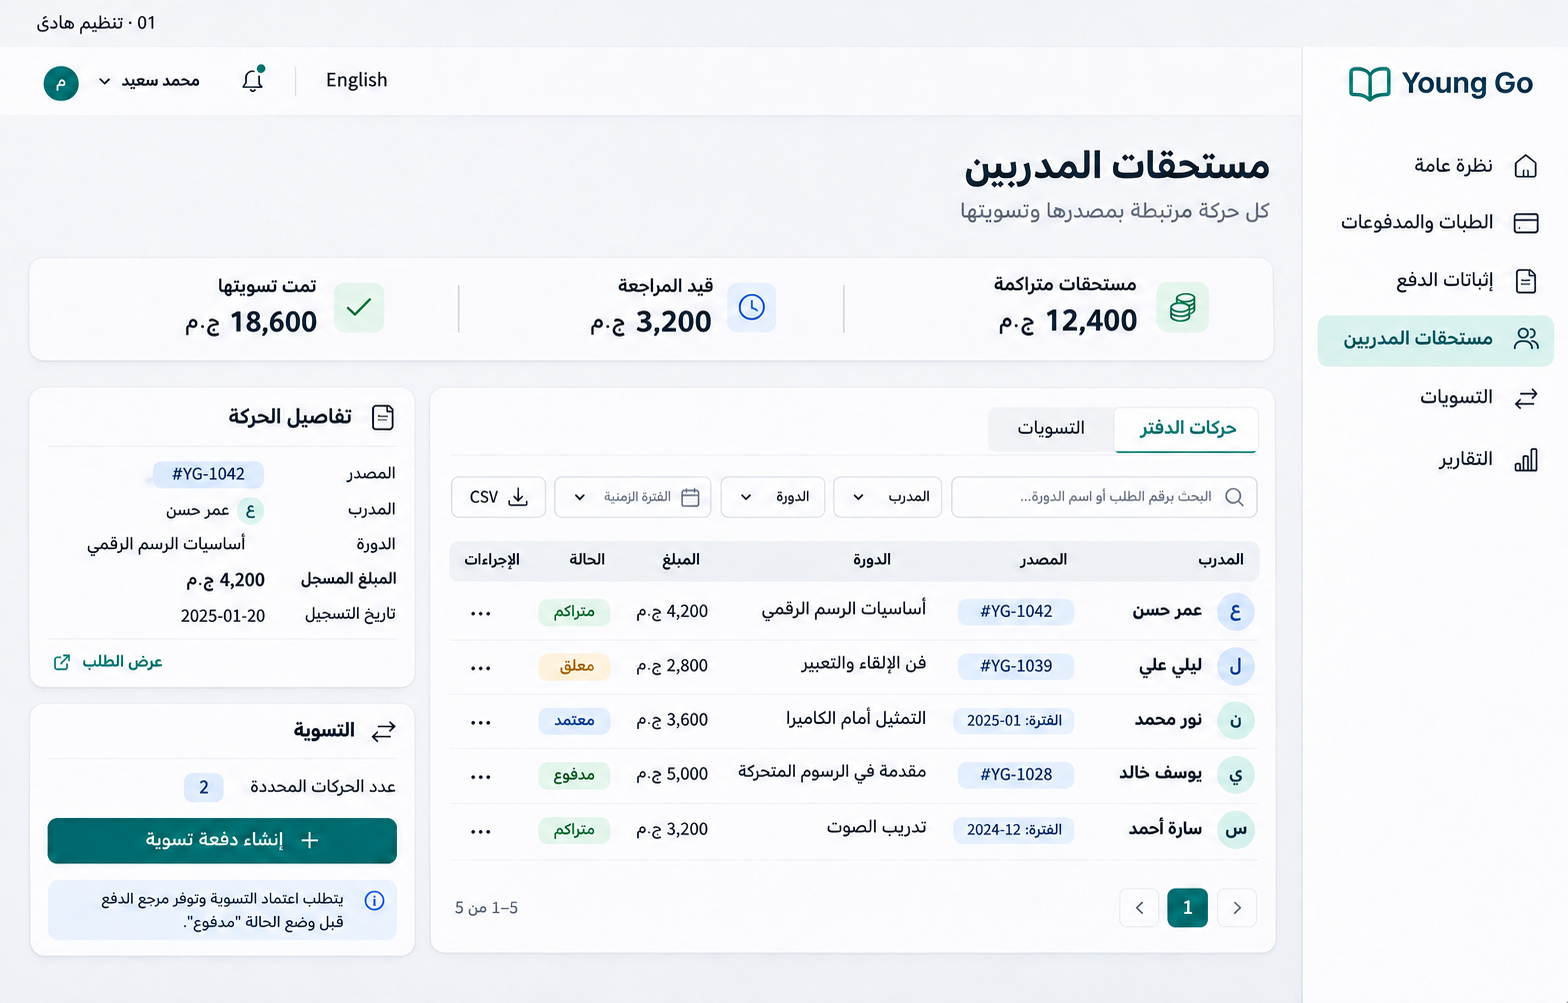 01 · تنظيم هادئ
Young Go
نظرة عامة
الطبات والمدفوعات
إثباتات الدفع
مستحقات المدربين
التسويات
التقارير
English
محمد سعيد
م
مستحقات المدربين
كل حركة مرتبطة بمصدرها وتسويتها
مستحقات متراكمة
12,400 ج.م
قيد المراجعة
3,200 ج.م
تمت تسويتها
18,600 ج.م
حركات الدفتر
التسويات
البحث برقم الطلب أو اسم الدورة...
المدرب
الدورة
الفترة الزمنية
CSV
المدرب المصدر الدورة المبلغ الحالة الإجراءات
ع عمر حسن #YG-1042 أساسيات الرسم الرقمي 4,200 ج.م متراكم ...
ل ليلي علي #YG-1039 فن الإلقاء والتعبير 2,800 ج.م معلق ...
ن نور محمد الفترة: 01-2025 التمثيل أمام الكاميرا 3,600 ج.م معتمد ...
ي يوسف خالد #YG-1028 مقدمة في الرسوم المتحركة 5,000 ج.م مدفوع ...
س سارة أحمد الفترة: 12-2024 تدريب الصوت 3,200 ج.م متراكم ...
1
1–5 من 5
تفاصيل الحركة
المصدر #YG-1042
المدرب ع عمر حسن
الدورة أساسيات الرسم الرقمي
المبلغ المسجل 4,200 ج.م
تاريخ التسجيل 2025-01-20
عرض الطلب
التسوية
عدد الحركات المحددة 2
إنشاء دفعة تسوية
يتطلب اعتماد التسوية وتوفر مرجع الدفع
قبل وضع الحالة "مدفوع".